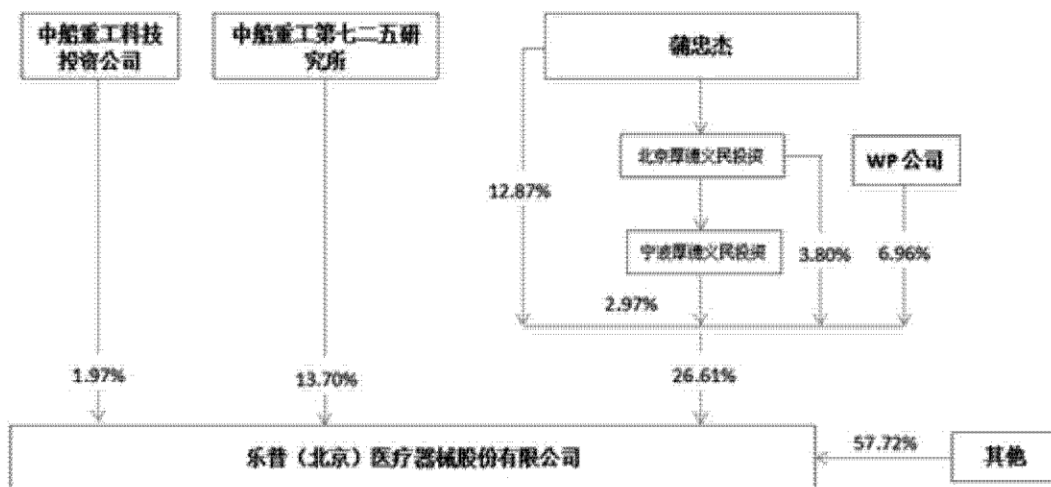 中船重工科技
投资公司
中船重工第七二五研
究所
蒲忠杰
北京厚德义民投资
WP 公司
12.87%
宁波厚德义民投资
3.80%
6.96%
2.97%
1.97%
13.70%
26.61%
乐普（北京）医疗器械股份有限公司
57.72%
其他